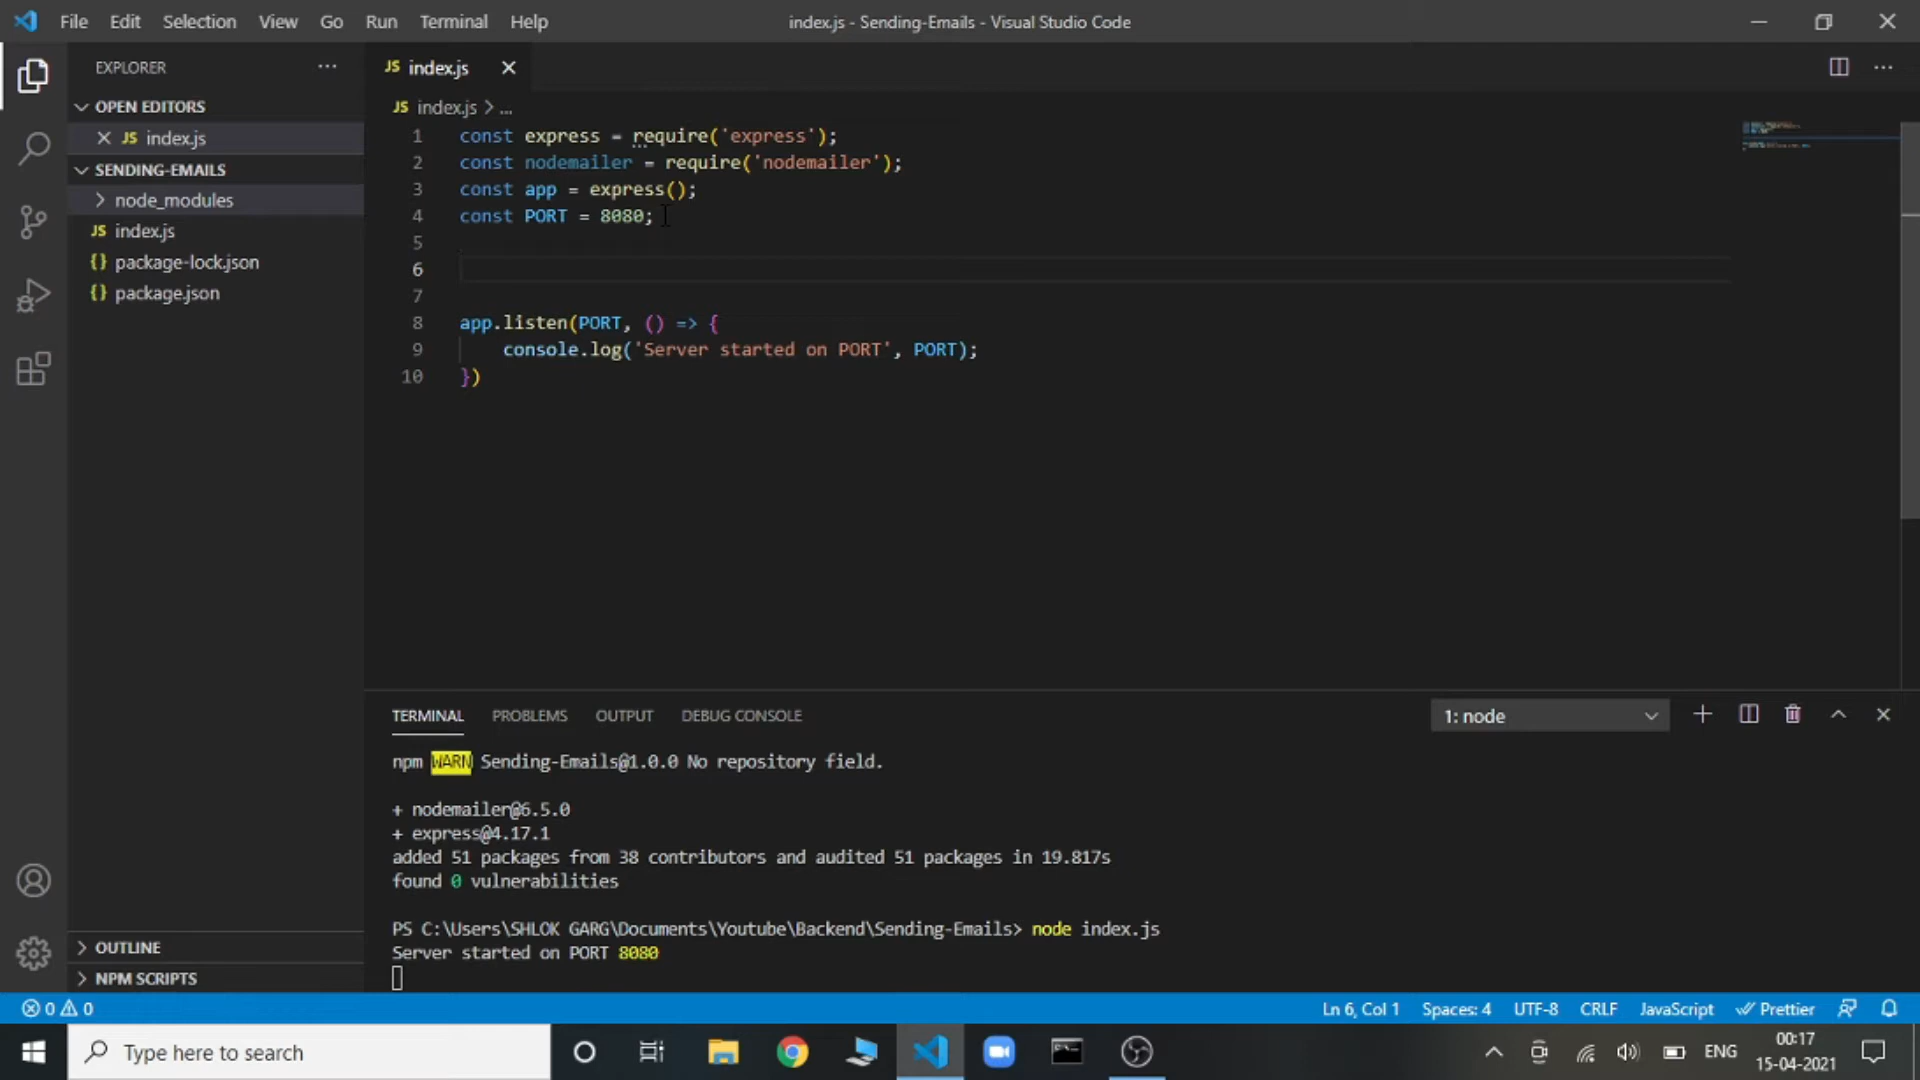 File Edit Selection View Go Run Terminal Help
index.js - Sending-Emails - Visual Studio Code
EXPLORER
OPEN EDITORS
JS index.js
SENDING-EMAILS
node_modules
JS index.js
{} package-lock.json
{} package.json
OUTLINE
NPM SCRIPTS
JS index.js
JS index.js > ...
1 const express = require('express');
2 const nodemailer = require('nodemailer');
3 const app = express();
4 const PORT = 8080;
5
6
7
8 app.listen(PORT, () => {
9 console.log('Server started on PORT', PORT);
10 })
TERMINAL PROBLEMS OUTPUT DEBUG CONSOLE
1: node
npm WARN Sending-Emails@1.0.0 No repository field.
+ nodemailer@6.5.0
+ express@4.17.1
added 51 packages from 38 contributors and audited 51 packages in 19.817s
found 0 vulnerabilities
PS C:\Users\SHLOK GARG\Documents\Youtube\Backend\Sending-Emails> node index.js
Server started on PORT 8080
0 0
Ln 6, Col 1 Spaces: 4 UTF-8 CRLF JavaScript Prettier
Type here to search
ENG
00:17
15-04-2021